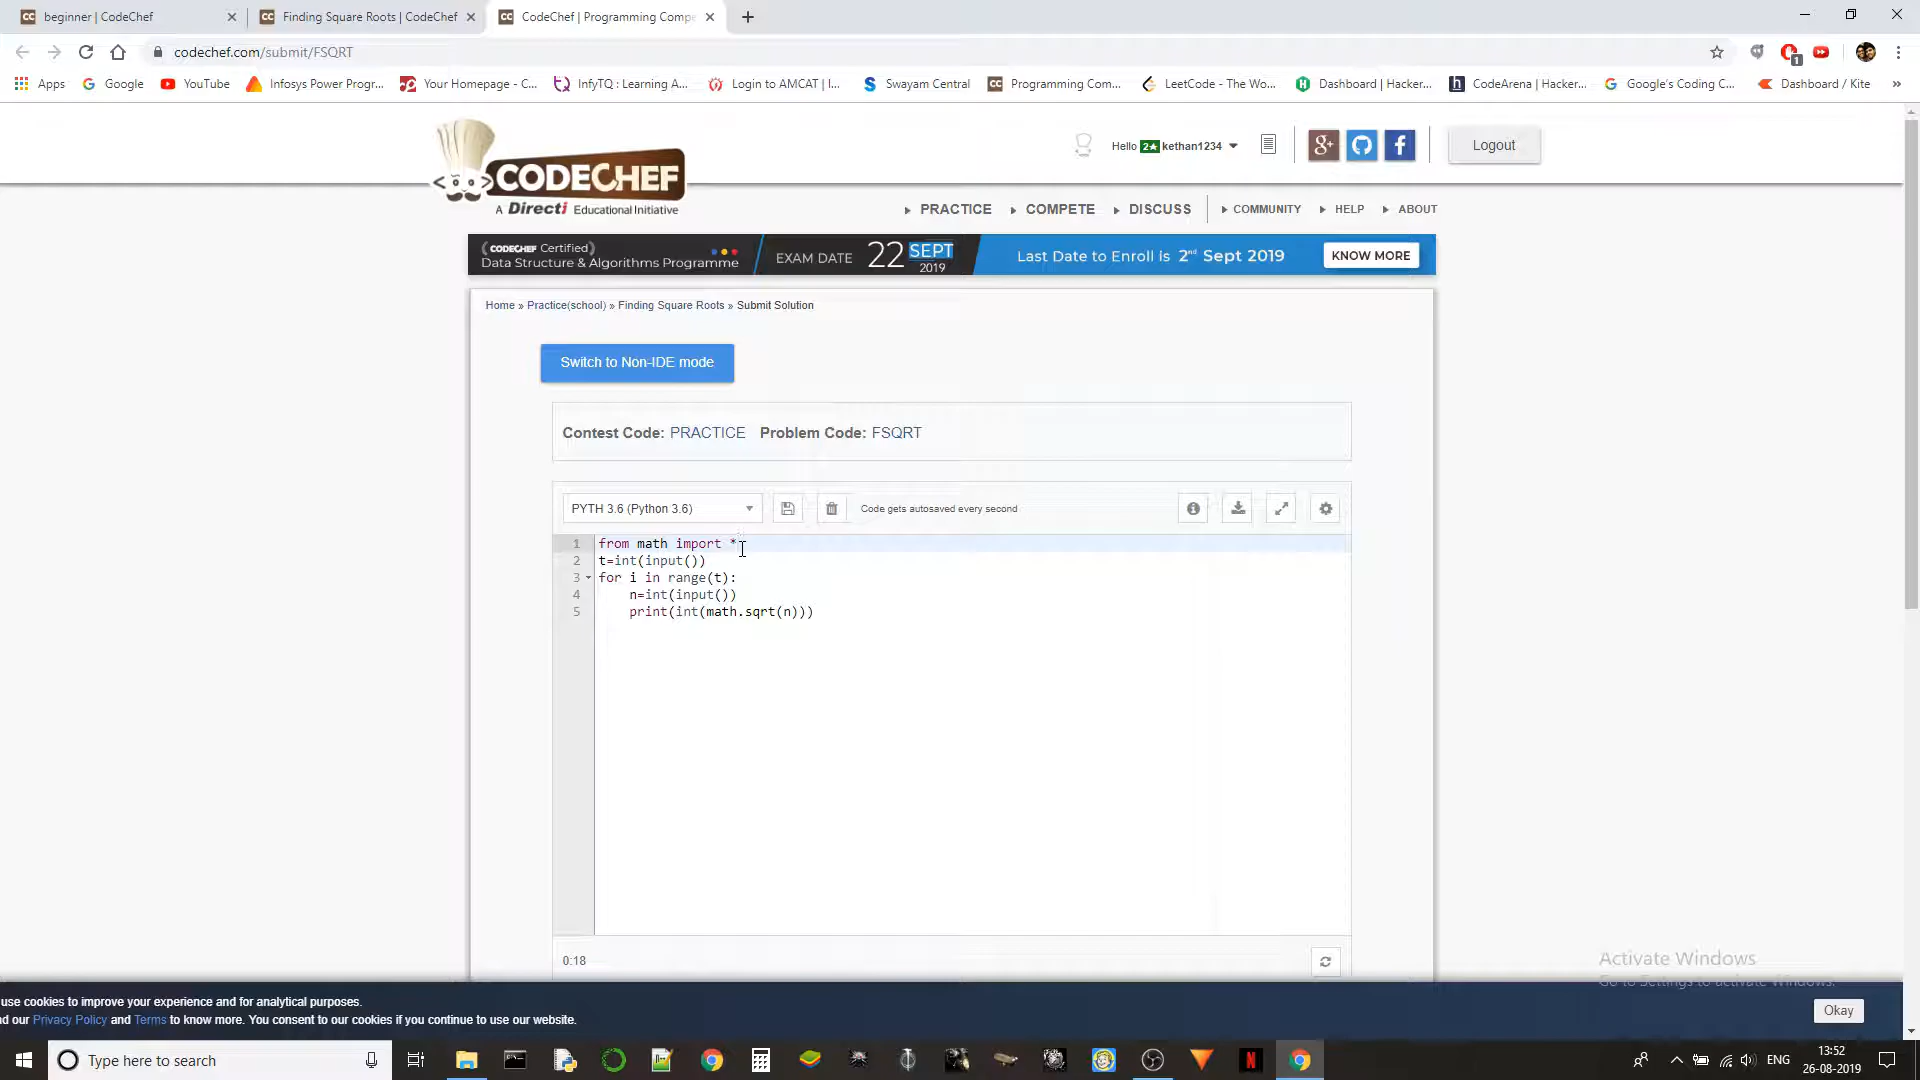 beginner | CodeChef
Finding Square Roots | CodeChef
CodeChef | Programming Compe
codechef.com/submit/FSQRT
Apps
Google
YouTube
Infosys Power Progr...
Your Homepage - C...
InfyTQ : Learning A...
Login to AMCAT | I...
Swayam Central
Programming Com...
LeetCode - The Wo...
Dashboard | Hacker...
CodeArena | Hacker...
Google's Coding C...
Dashboard / Kite
»
CODECHEF
A Directi Educational Initiative
Hello 2★ kethan1234
Logout
PRACTICE
COMPETE
DISCUSS
COMMUNITY
HELP
ABOUT
(CODECHEF Certified)
Data Structure & Algorithms Programme
EXAM DATE 22 SEPT 2019
Last Date to Enroll is 2nd Sept 2019
KNOW MORE
Home » Practice(school) » Finding Square Roots » Submit Solution
Switch to Non-IDE mode
Contest Code: PRACTICE Problem Code: FSQRT
PYTH 3.6 (Python 3.6)
Code gets autosaved every second
1 from math import *
2 t=int(input())
3 for i in range(t):
4     n=int(input())
5     print(int(math.sqrt(n)))
0:18
Activate Windows
Go to Settings to activate Windows.
use cookies to improve your experience and for analytical purposes.
d our Privacy Policy and Terms to know more. You consent to our cookies if you continue to use our website.
Okay
Type here to search
ENG
13:52
26-08-2019